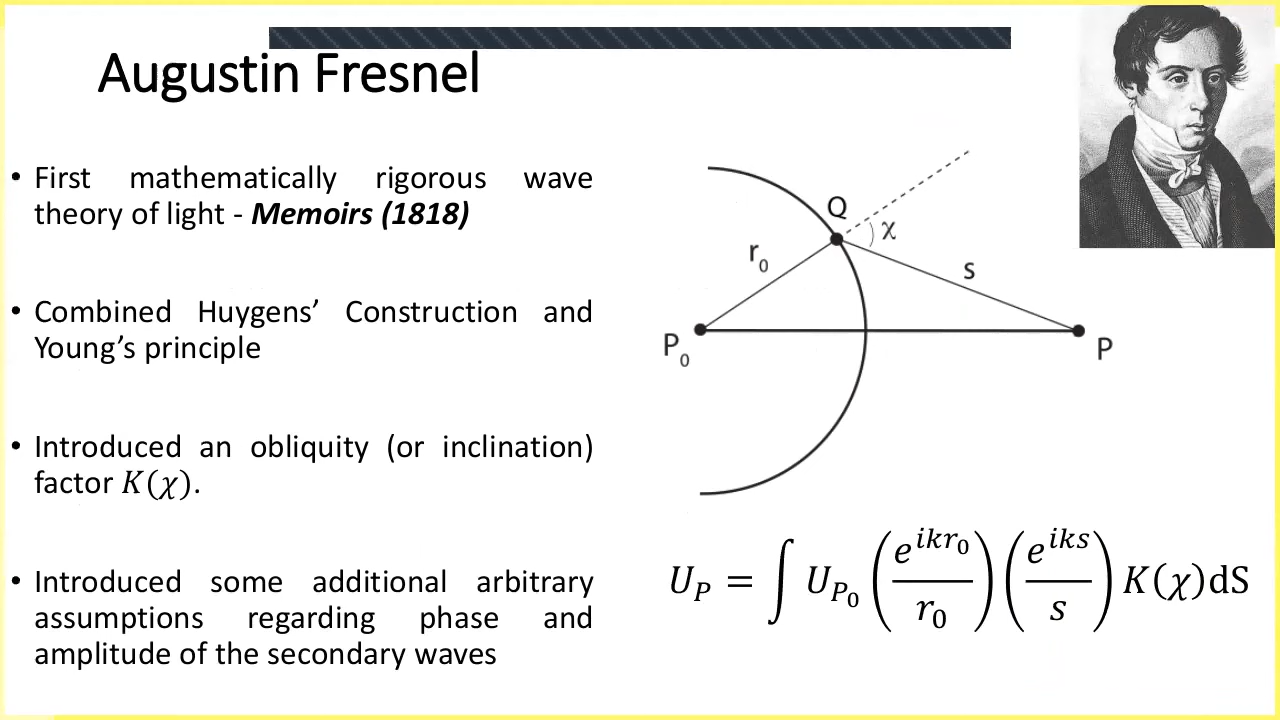 Augustin Fresnel
• First mathematically rigorous wave
theory of light - Memoirs (1818)
• Combined Huygens’ Construction and
Young’s principle
• Introduced an obliquity (or inclination)
factor K(χ).
• Introduced some additional arbitrary
assumptions regarding phase and
amplitude of the secondary waves
Q
χ
r₀
s
P₀
P
U_P = ∫ U_{P₀} (e^{ikr₀}/r₀) (e^{iks}/s) K(χ)dS